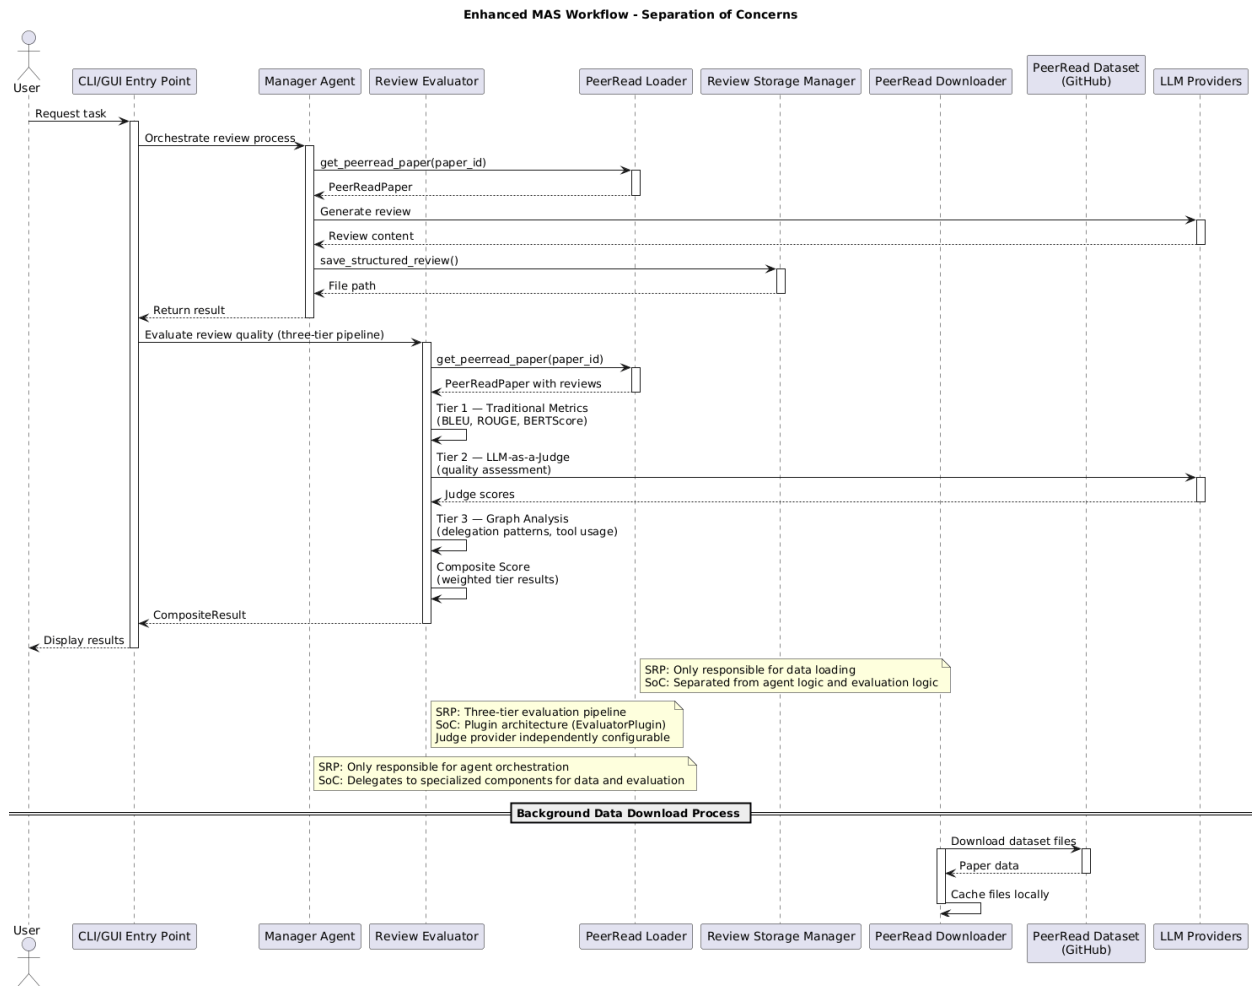 Enhanced MAS Workflow - Separation of Concerns
User
CLI/GUI Entry Point
Manager Agent
Review Evaluator
PeerRead Loader
Review Storage Manager
PeerRead Downloader
PeerRead Dataset
(GitHub)
LLM Providers
Request task
Orchestrate review process
get_peerread_paper(paper_id)
PeerReadPaper
Generate review
Review content
save_structured_review()
File path
Return result
Evaluate review quality (three-tier pipeline)
get_peerread_paper(paper_id)
PeerReadPaper with reviews
Tier 1 — Traditional Metrics
(BLEU, ROUGE, BERTScore)
Tier 2 — LLM-as-a-Judge
(quality assessment)
Judge scores
Tier 3 — Graph Analysis
(delegation patterns, tool usage)
Composite Score
(weighted tier results)
CompositeResult
Display results
SRP: Only responsible for data loading
SoC: Separated from agent logic and evaluation logic
SRP: Three-tier evaluation pipeline
SoC: Plugin architecture (EvaluatorPlugin)
Judge provider independently configurable
SRP: Only responsible for agent orchestration
SoC: Delegates to specialized components for data and evaluation
Background Data Download Process
Download dataset files
Paper data
Cache files locally
User
CLI/GUI Entry Point
Manager Agent
Review Evaluator
PeerRead Loader
Review Storage Manager
PeerRead Downloader
PeerRead Dataset
(GitHub)
LLM Providers